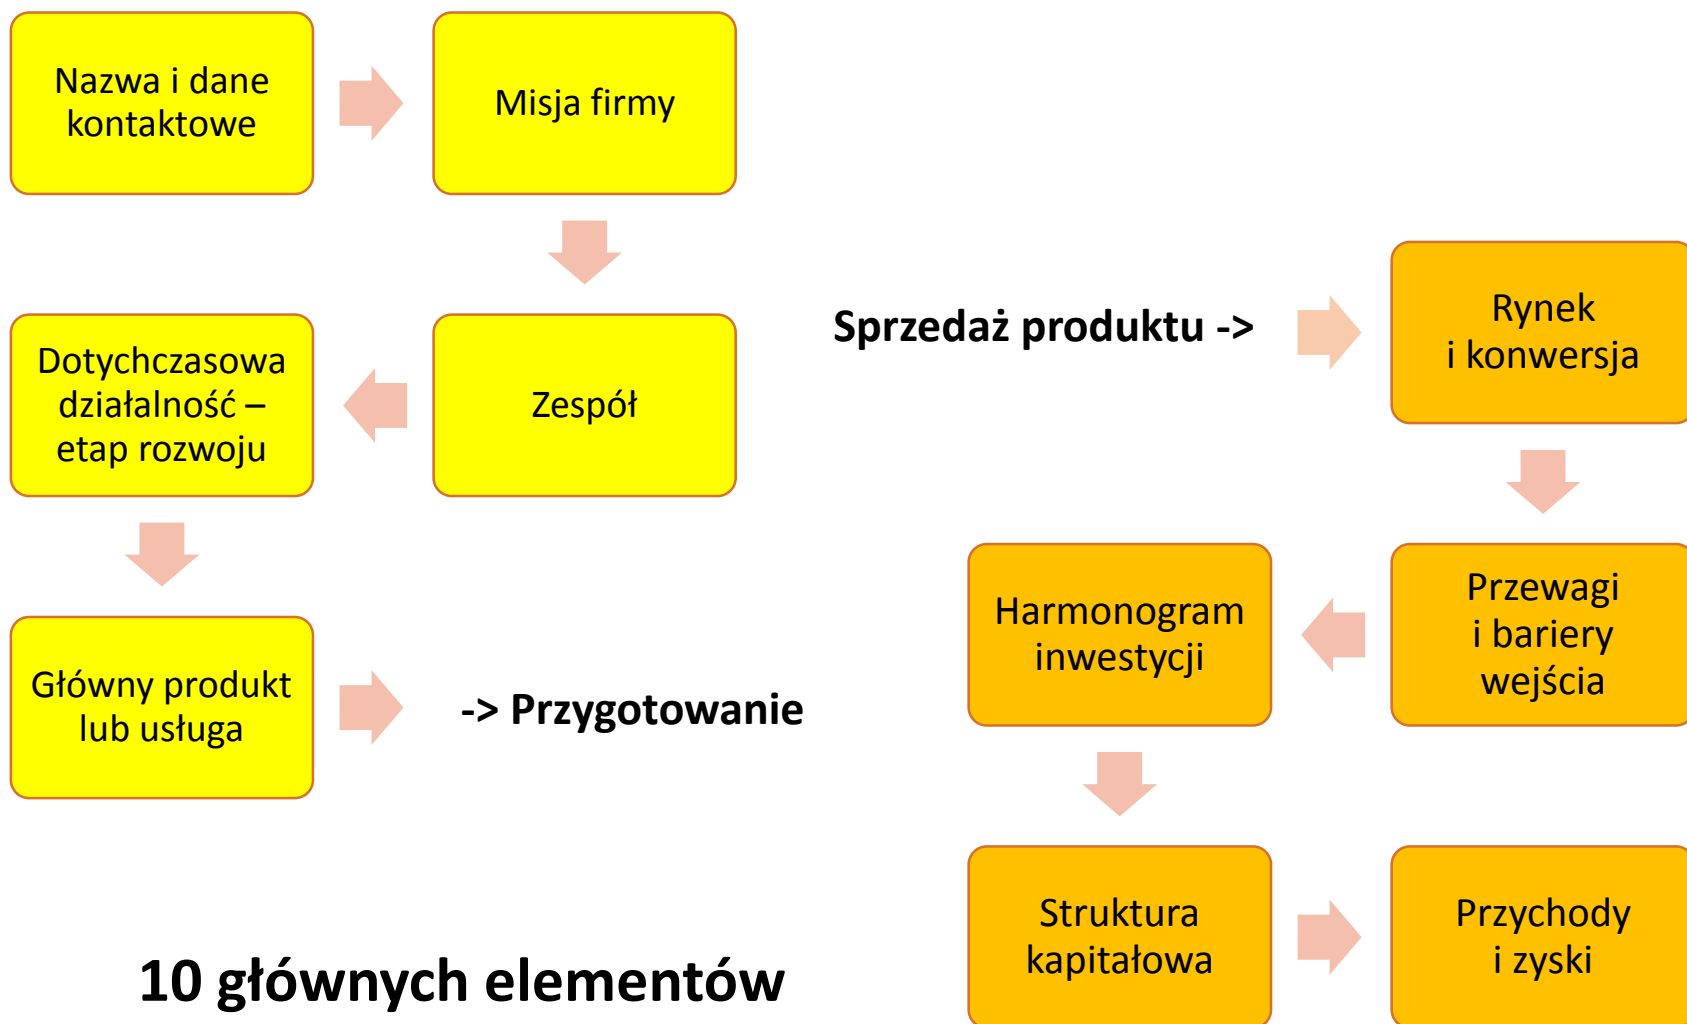 Nazwa i dane
kontaktowe
Misja firmy
Zespół
Dotychczasowa
działalność –
etap rozwoju
Główny produkt
lub usługa
-> Przygotowanie
Sprzedaż produktu ->
Rynek
i konwersja
Przewagi
i bariery
wejścia
Harmonogram
inwestycji
Struktura
kapitałowa
Przychody
i zyski
10 głównych elementów